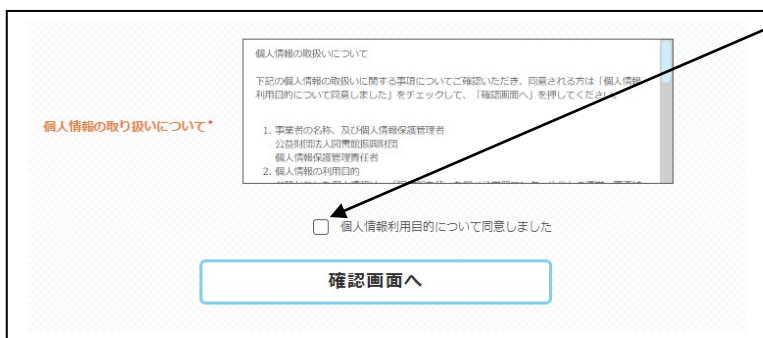 個人情報の取扱いについて
下記の個人情報の取扱いに関する事項についてご確認いただき、同意される方は「個人情報
利用目的について同意しました」をチェックして、「確認画面へ」を押してください。
個人情報の取り扱いについて*
1. 事業者の名称、及び個人情報保護管理者
公益財団法人図書館振興財団
個人情報保護管理責任者
2. 個人情報の利用目的
個人情報利用目的について同意しました
確認画面へ